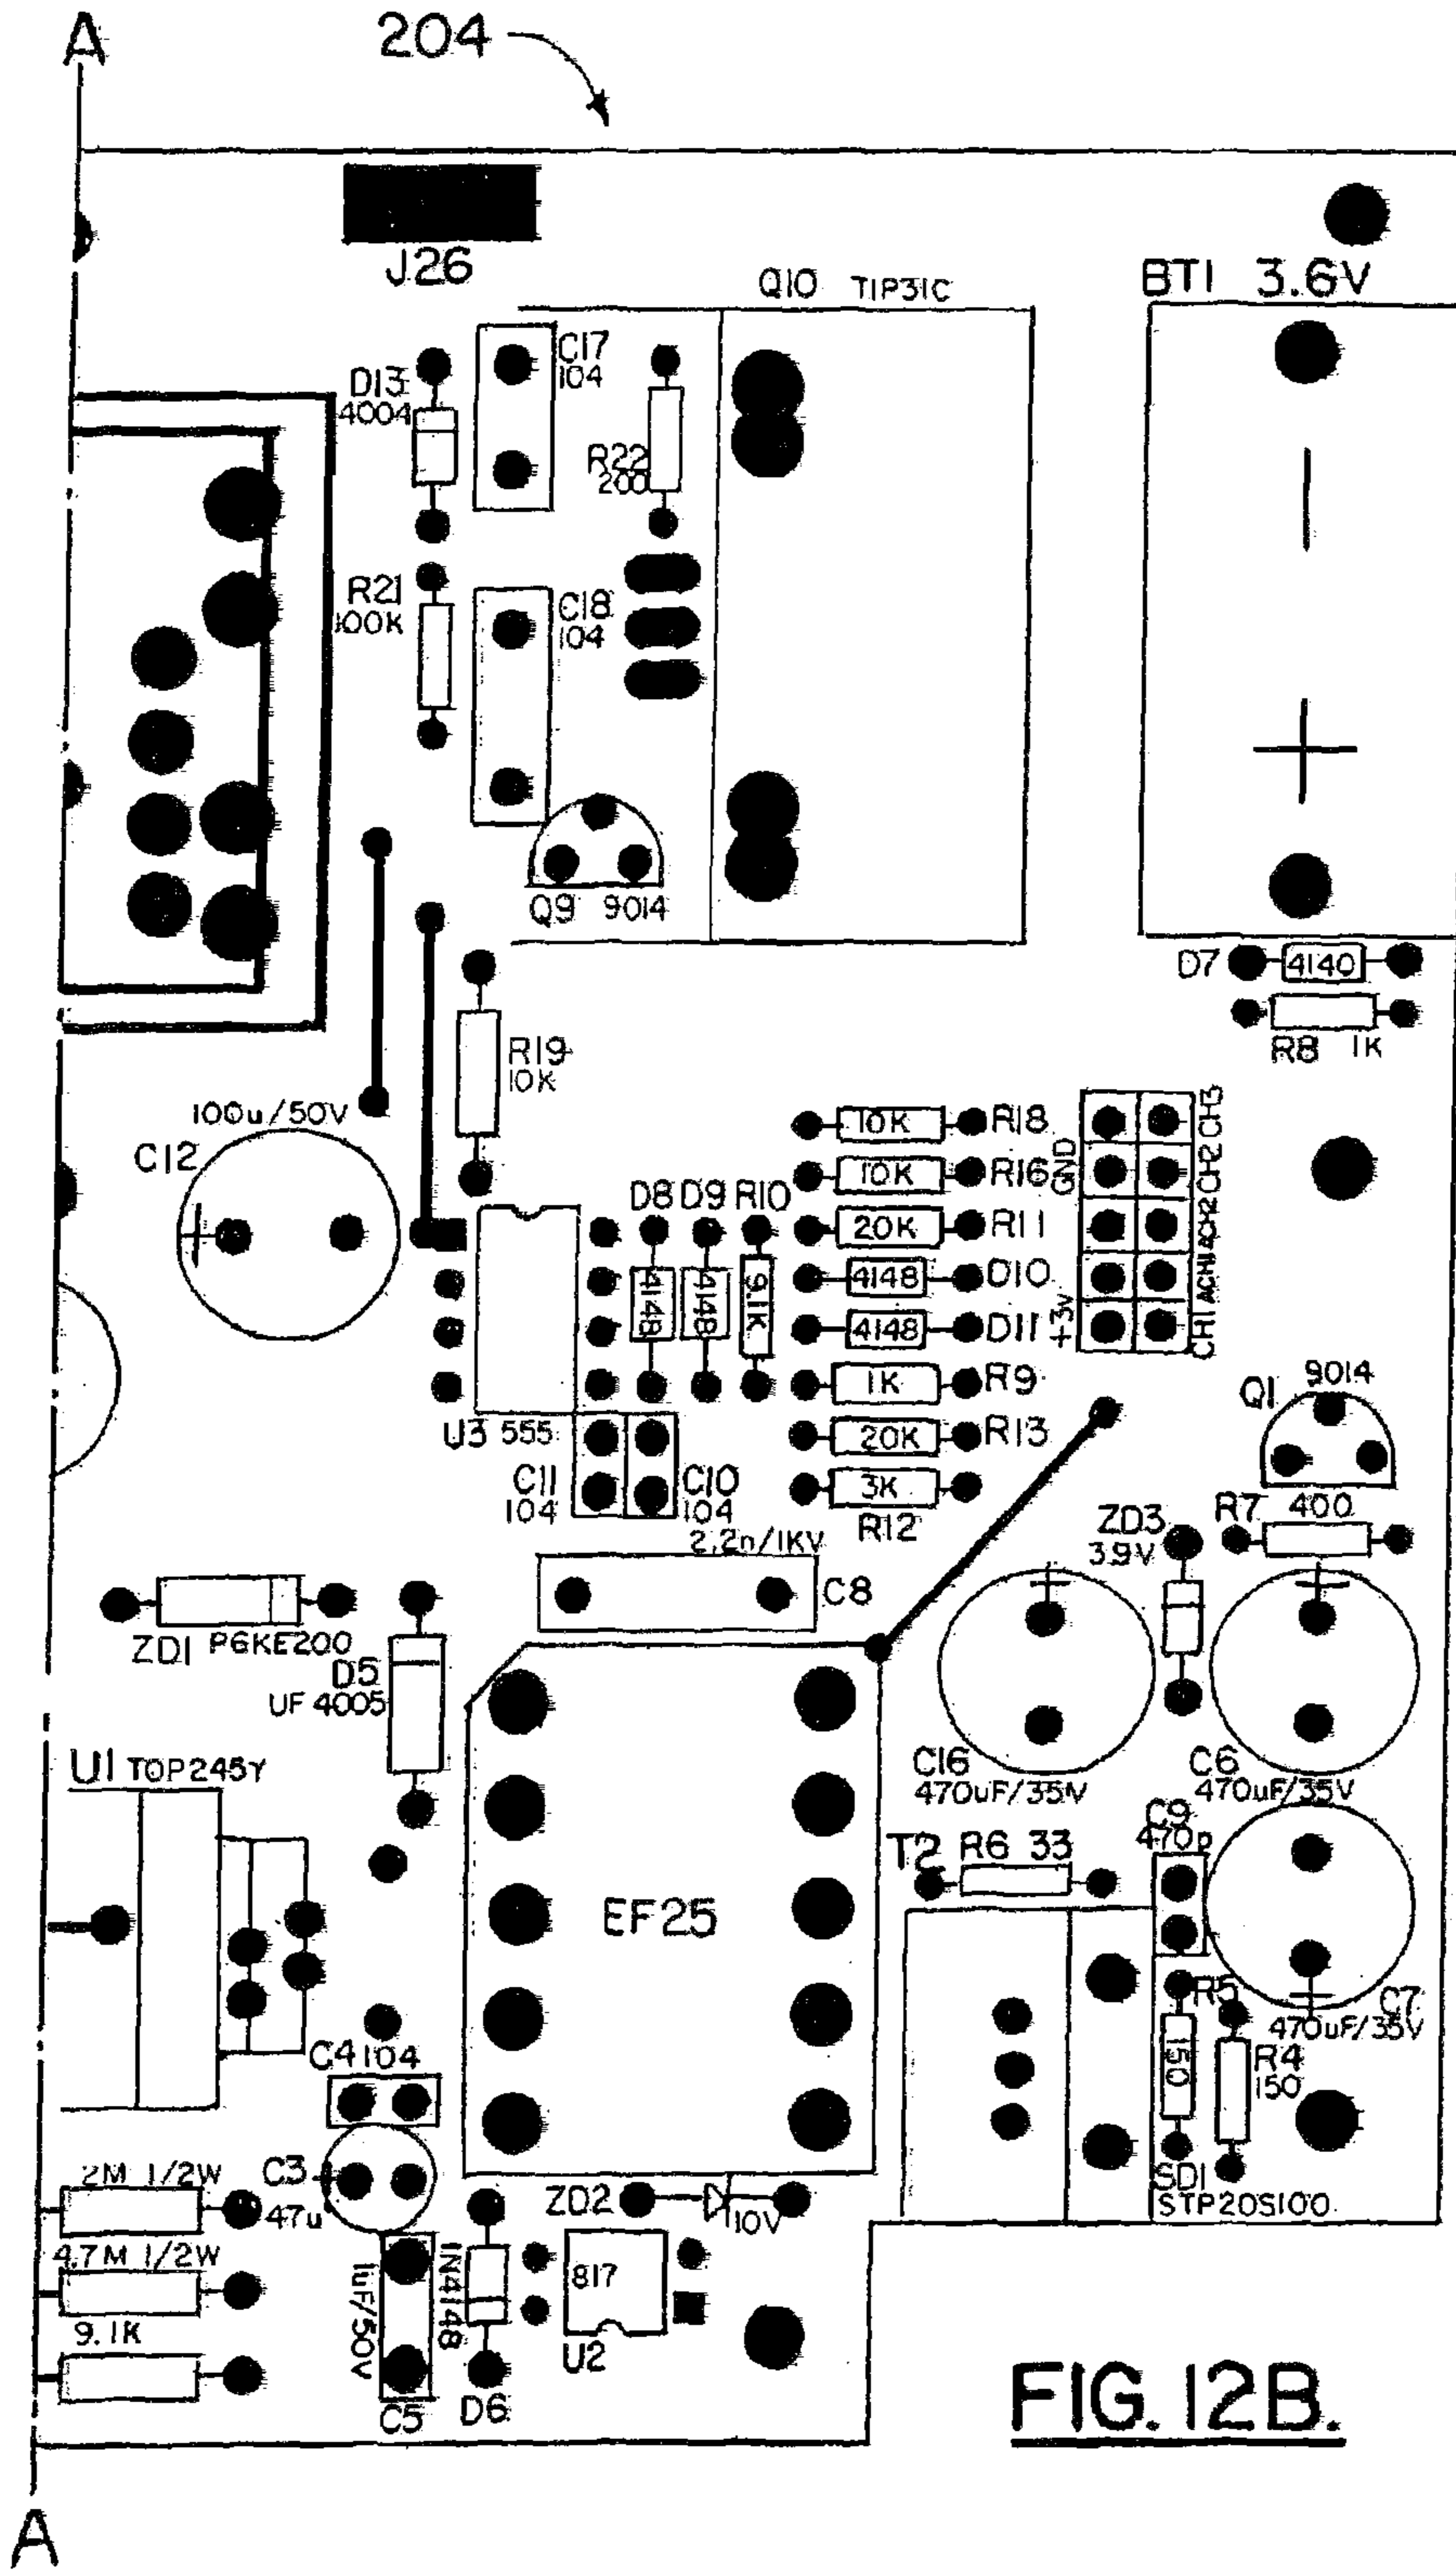 A
204
J26
Q10 TIP31C
BT1 3.6V
C17
104
D13
4004
R22
200
R21
100K
C18
104
Q9 9014
D7 4140
R8 1K
R19
10K
100u/50V
C12
10K R18
10K R16
20K R11
4148 D10
4148 D11
1K R9
20K R13
3K
R12
GND
+3V
CH3
CH2
ACH2
ACH1
CH1
D8 D9 R10
4148
4148
9.1K
U3 555
C11
104
C10
104
Q1 9014
R7 400
ZD3
3.9V
2.2n/1KV
C8
ZD1 P6KE200
D5
UF 4005
C16
470uF/35V
C6
470uF/35V
U1 TOP245Y
C9
470p
T2 R6 33
EF25
R5
150
C7
470uF/35V
R4
150
SD1
STP20S100
C4 104
C3
47u
2M 1/2W
4.7M 1/2W
9.1K
ZD2
10V
1uF/50V
C5
1N4148
D6
817
U2
FIG. 12B.
A